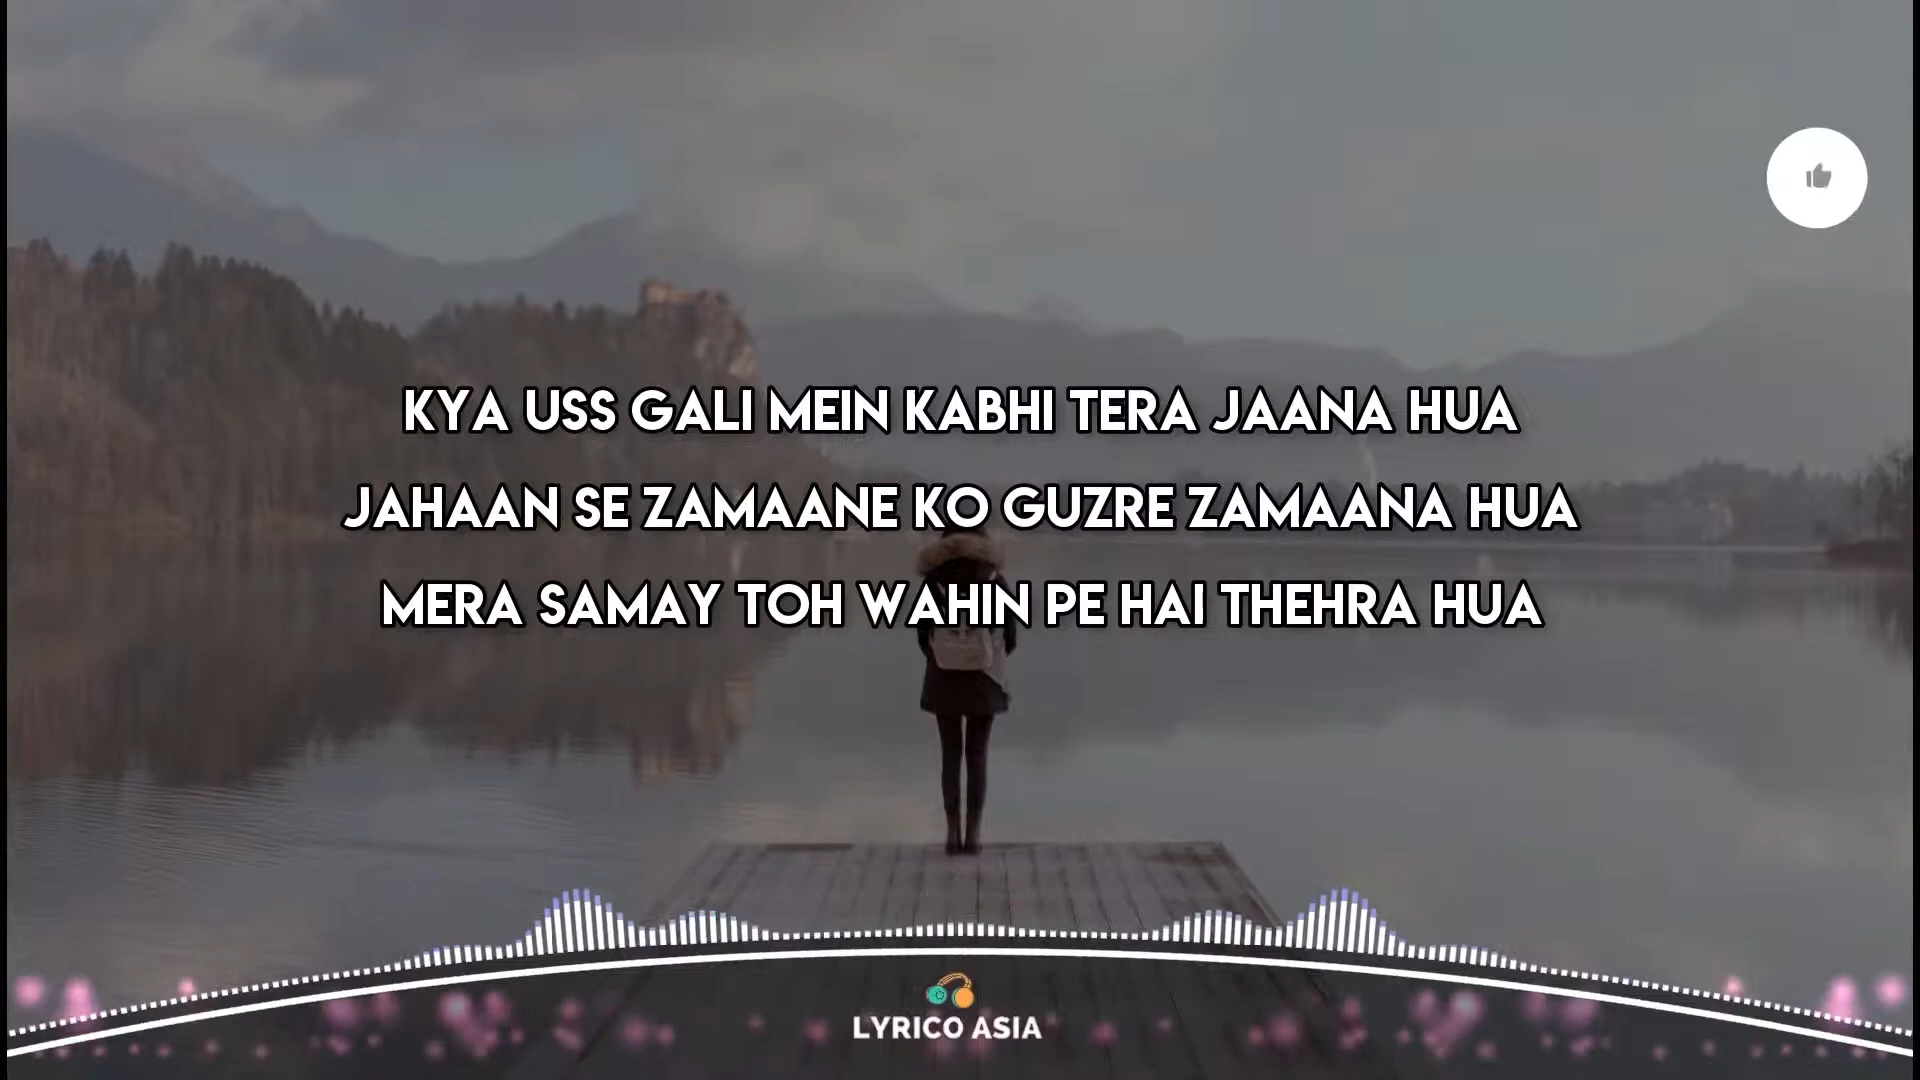 KYA USS GALI MEIN KABHI TERA JAANA HUA
JAHAAN SE ZAMAANE KO GUZRE ZAMAANA HUA
MERA SAMAY TOH WAHIN PE HAI THEHRA HUA
LYRICO ASIA